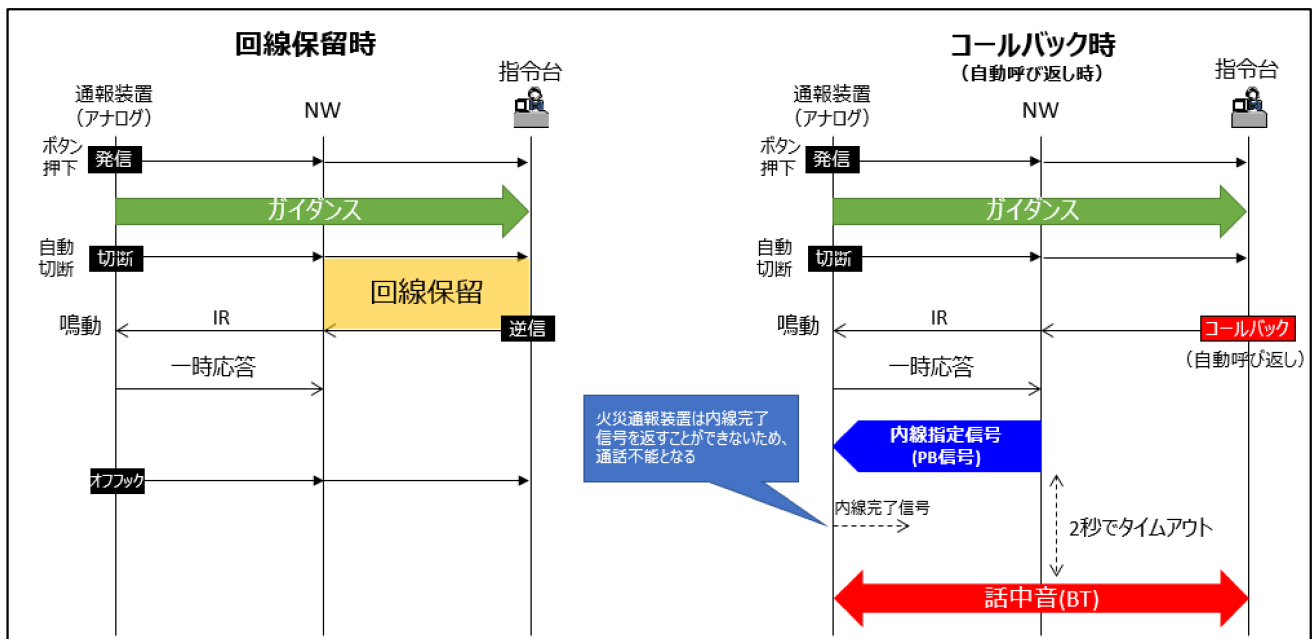 回線保留時
通報装置
(アナログ)
NW
指令台
ボタン
押下
発信
ガイダンス
自動
切断
切断
回線保留
鳴動
IR
逆信
一時応答
オフフック
コールバック時
(自動呼び返し時)
通報装置
(アナログ)
NW
指令台
ボタン
押下
発信
ガイダンス
自動
切断
切断
鳴動
IR
コールバック
(自動呼び返し)
一時応答
火災通報装置は内線完了
信号を返すことができないため、
通話不能となる
内線指定信号
(PB信号)
内線完了信号
2秒でタイムアウト
話中音(BT)